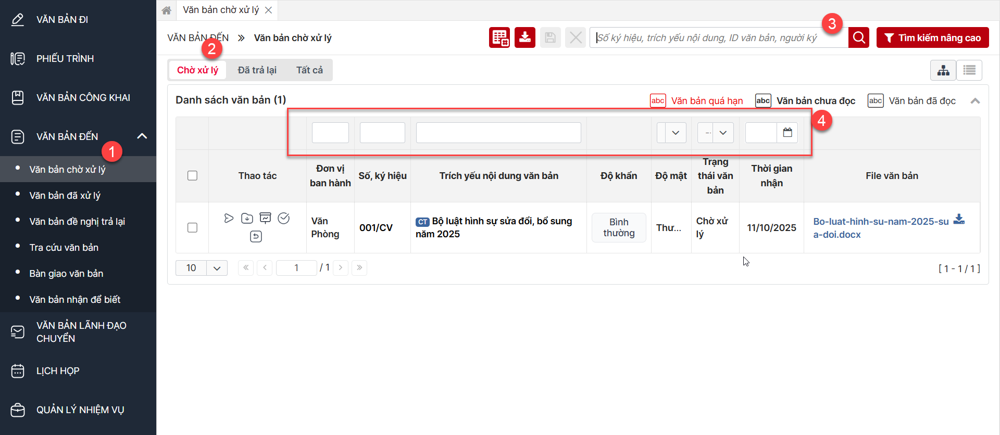 VĂN BẢN ĐI
PHIẾU TRÌNH
VĂN BẢN CÔNG KHAI
VĂN BẢN ĐẾN
1
Văn bản chờ xử lý
Văn bản đã xử lý
Văn bản đề nghị trả lại
Tra cứu văn bản
Bàn giao văn bản
Văn bản nhận để biết
VĂN BẢN LÃNH ĐẠO
CHUYỂN
LỊCH HỌP
QUẢN LÝ NHIỆM VỤ
Văn bản chờ xử lý
VĂN BẢN ĐẾN » Văn bản chờ xử lý
Số ký hiệu, trích yếu nội dung, ID văn bản, người ký
3
Tìm kiếm nâng cao
2
Chờ xử lý Đã trả lại Tất cả
Danh sách văn bản (1)
abc Văn bản quá hạn abc Văn bản chưa đọc abc Văn bản đã đọc
4
Thao tác
Đơn vị
ban hành
Số, ký hiệu
Trích yếu nội dung văn bản
Độ khẩn
Độ mật
Trạng
thái văn
bản
Thời gian
nhận
File văn bản
Văn
Phòng
001/CV
CT Bộ luật hình sự sửa đổi, bổ sung
năm 2025
Bình
thường
Thư...
Chờ xử
lý
11/10/2025
Bo-luat-hinh-su-nam-2025-su
a-doi.docx
10 « ‹ 1 / 1 › »
[ 1 - 1 / 1 ]